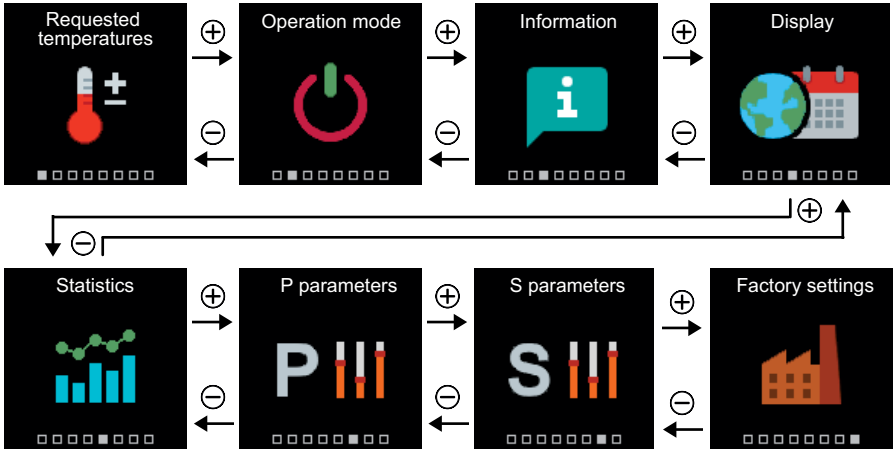 Requested
temperatures
Operation mode
Information
Display
+
+
+
i
−
−
−
+
−
Statistics
P parameters
S parameters
Factory settings
+
+
+
P
S
−
−
−